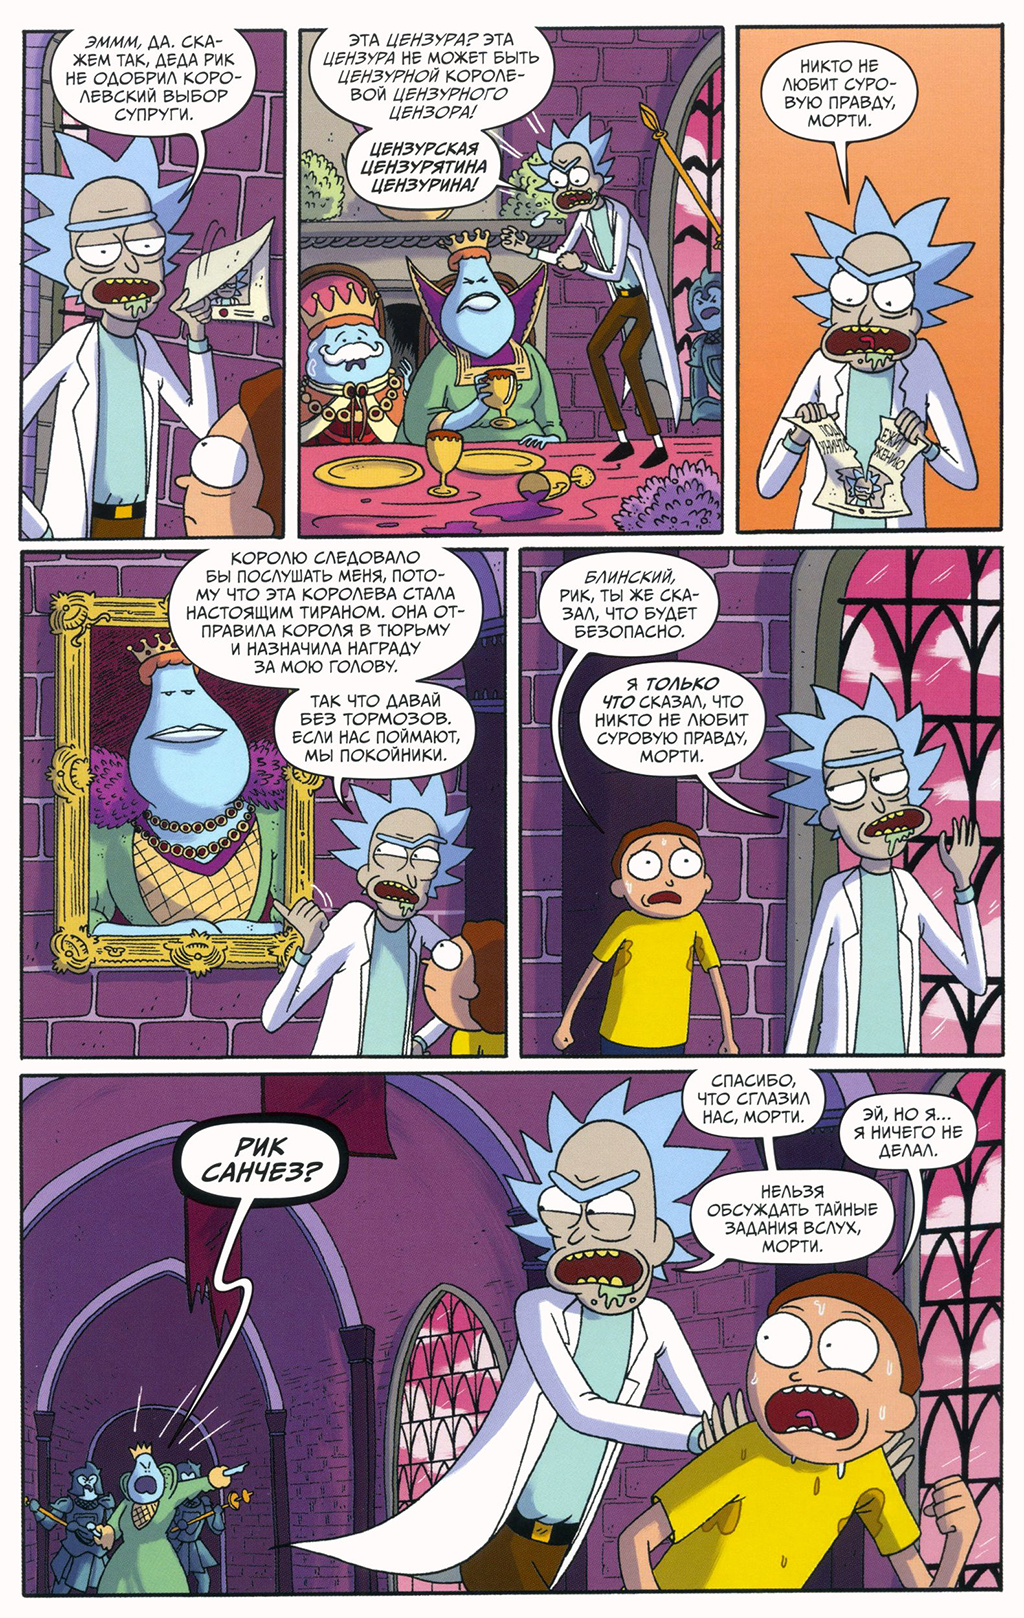 ЭМММ, ДА. СКА-
ЖЕМ ТАК, ДЕДА РИК
НЕ ОДОБРИЛ КОРО-
ЛЕВСКИЙ ВЫБОР
СУПРУГИ.
ЭТА ЦЕНЗУРА? ЭТА
ЦЕНЗУРА НЕ МОЖЕТ БЫТЬ
ЦЕНЗУРНОЙ КОРОЛЕ-
ВОЙ ЦЕНЗУРНОГО
ЦЕНЗОРА!
ЦЕНЗУРСКАЯ
ЦЕНЗУРЯТИНА
ЦЕНЗУРИНА!
НИКТО НЕ
ЛЮБИТ СУРО-
ВУЮ ПРАВДУ,
МОРТИ.
КОРОЛЮ СЛЕДОВАЛО
БЫ ПОСЛУШАТЬ МЕНЯ, ПОТО-
МУ ЧТО ЭТА КОРОЛЕВА СТАЛА
НАСТОЯЩИМ ТИРАНОМ. ОНА ОТ-
ПРАВИЛА КОРОЛЯ В ТЮРЬМУ
И НАЗНАЧИЛА НАГРАДУ
ЗА МОЮ ГОЛОВУ.
ТАК ЧТО ДАВАЙ
БЕЗ ТОРМОЗОВ.
ЕСЛИ НАС ПОЙМАЮТ,
МЫ ПОКОЙНИКИ.
БЛИНСКИЙ,
РИК, ТЫ ЖЕ СКА-
ЗАЛ, ЧТО БУДЕТ
БЕЗОПАСНО.
Я ТОЛЬКО
ЧТО СКАЗАЛ, ЧТО
НИКТО НЕ ЛЮБИТ
СУРОВУЮ ПРАВДУ,
МОРТИ.
РИК
САНЧЕЗ?
СПАСИБО,
ЧТО СГЛАЗИЛ
НАС, МОРТИ.
ЭЙ, НО Я...
Я НИЧЕГО НЕ
ДЕЛАЛ.
НЕЛЬЗЯ
ОБСУЖДАТЬ ТАЙНЫЕ
ЗАДАНИЯ ВСЛУХ,
МОРТИ.